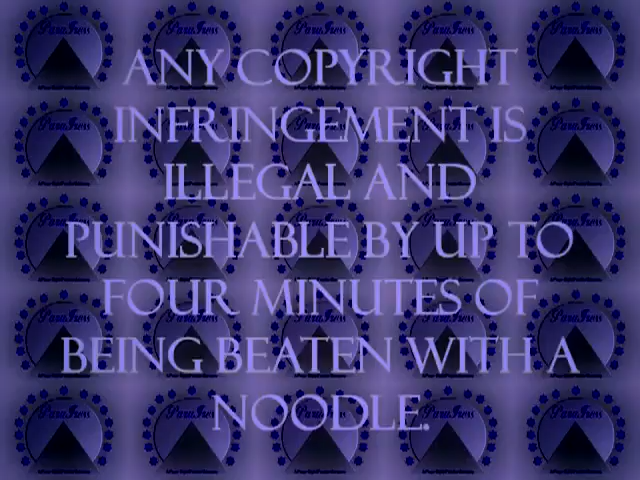 ANY COPYRIGHT
INFRINGEMENT IS
ILLEGAL AND
PUNISHABLE BY UP TO
FOUR MINUTES OF
BEING BEATEN WITH A
NOODLE.